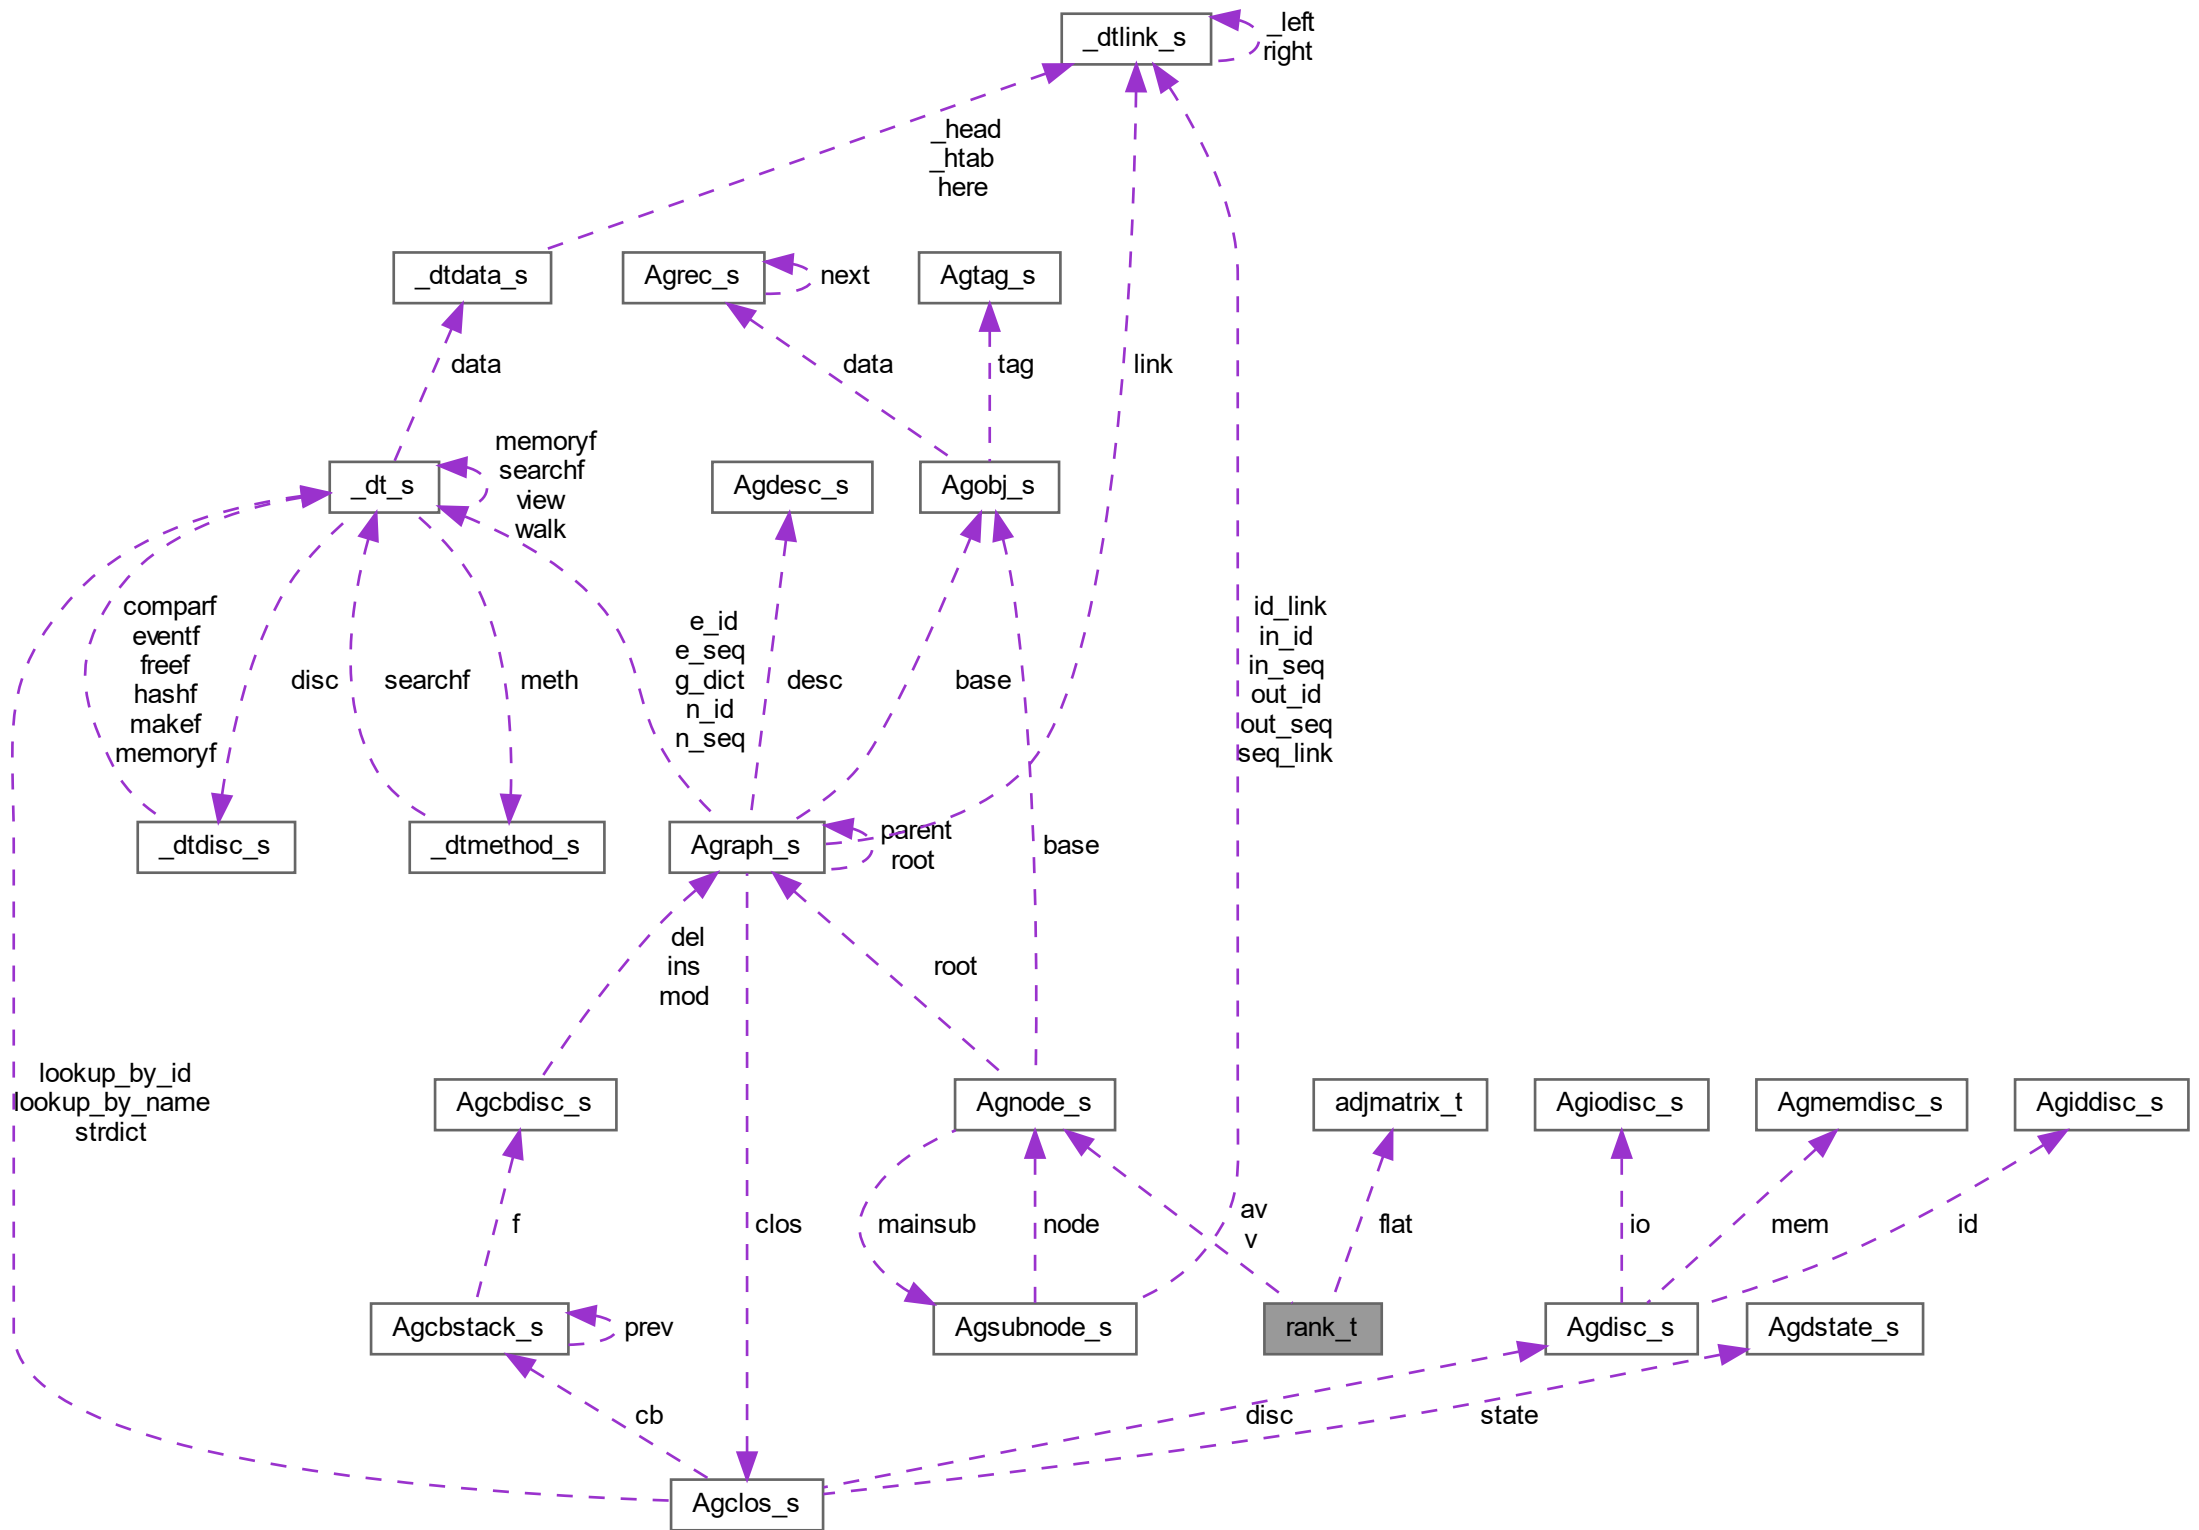 _dtlink_s
_left
right
_head
_htab
here
_dtdata_s
Agrec_s
next
Agtag_s
data
data
tag
link
memoryf
searchf
view
walk
_dt_s
Agdesc_s
Agobj_s
comparf
eventf
freef
hashf
makef
memoryf
disc
searchf
meth
e_id
e_seq
g_dict
n_id
n_seq
desc
base
id_link
in_id
in_seq
out_id
out_seq
seq_link
_dtdisc_s
_dtmethod_s
Agraph_s
parent
root
base
del
ins
mod
root
lookup_by_id
lookup_by_name
strdict
Agcbdisc_s
Agnode_s
adjmatrix_t
Agiodisc_s
Agmemdisc_s
Agiddisc_s
f
clos
mainsub
node
av
v
flat
io
mem
id
Agcbstack_s
prev
Agsubnode_s
rank_t
Agdisc_s
Agdstate_s
cb
disc
state
Agclos_s